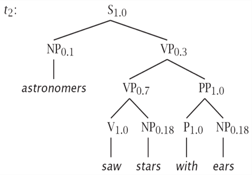 t₂: S₁.₀
NP₀.₁ VP₀.₃
astronomers VP₀.₇ PP₁.₀
V₁.₀ NP₀.₁₈ P₁.₀ NP₀.₁₈
saw stars with ears